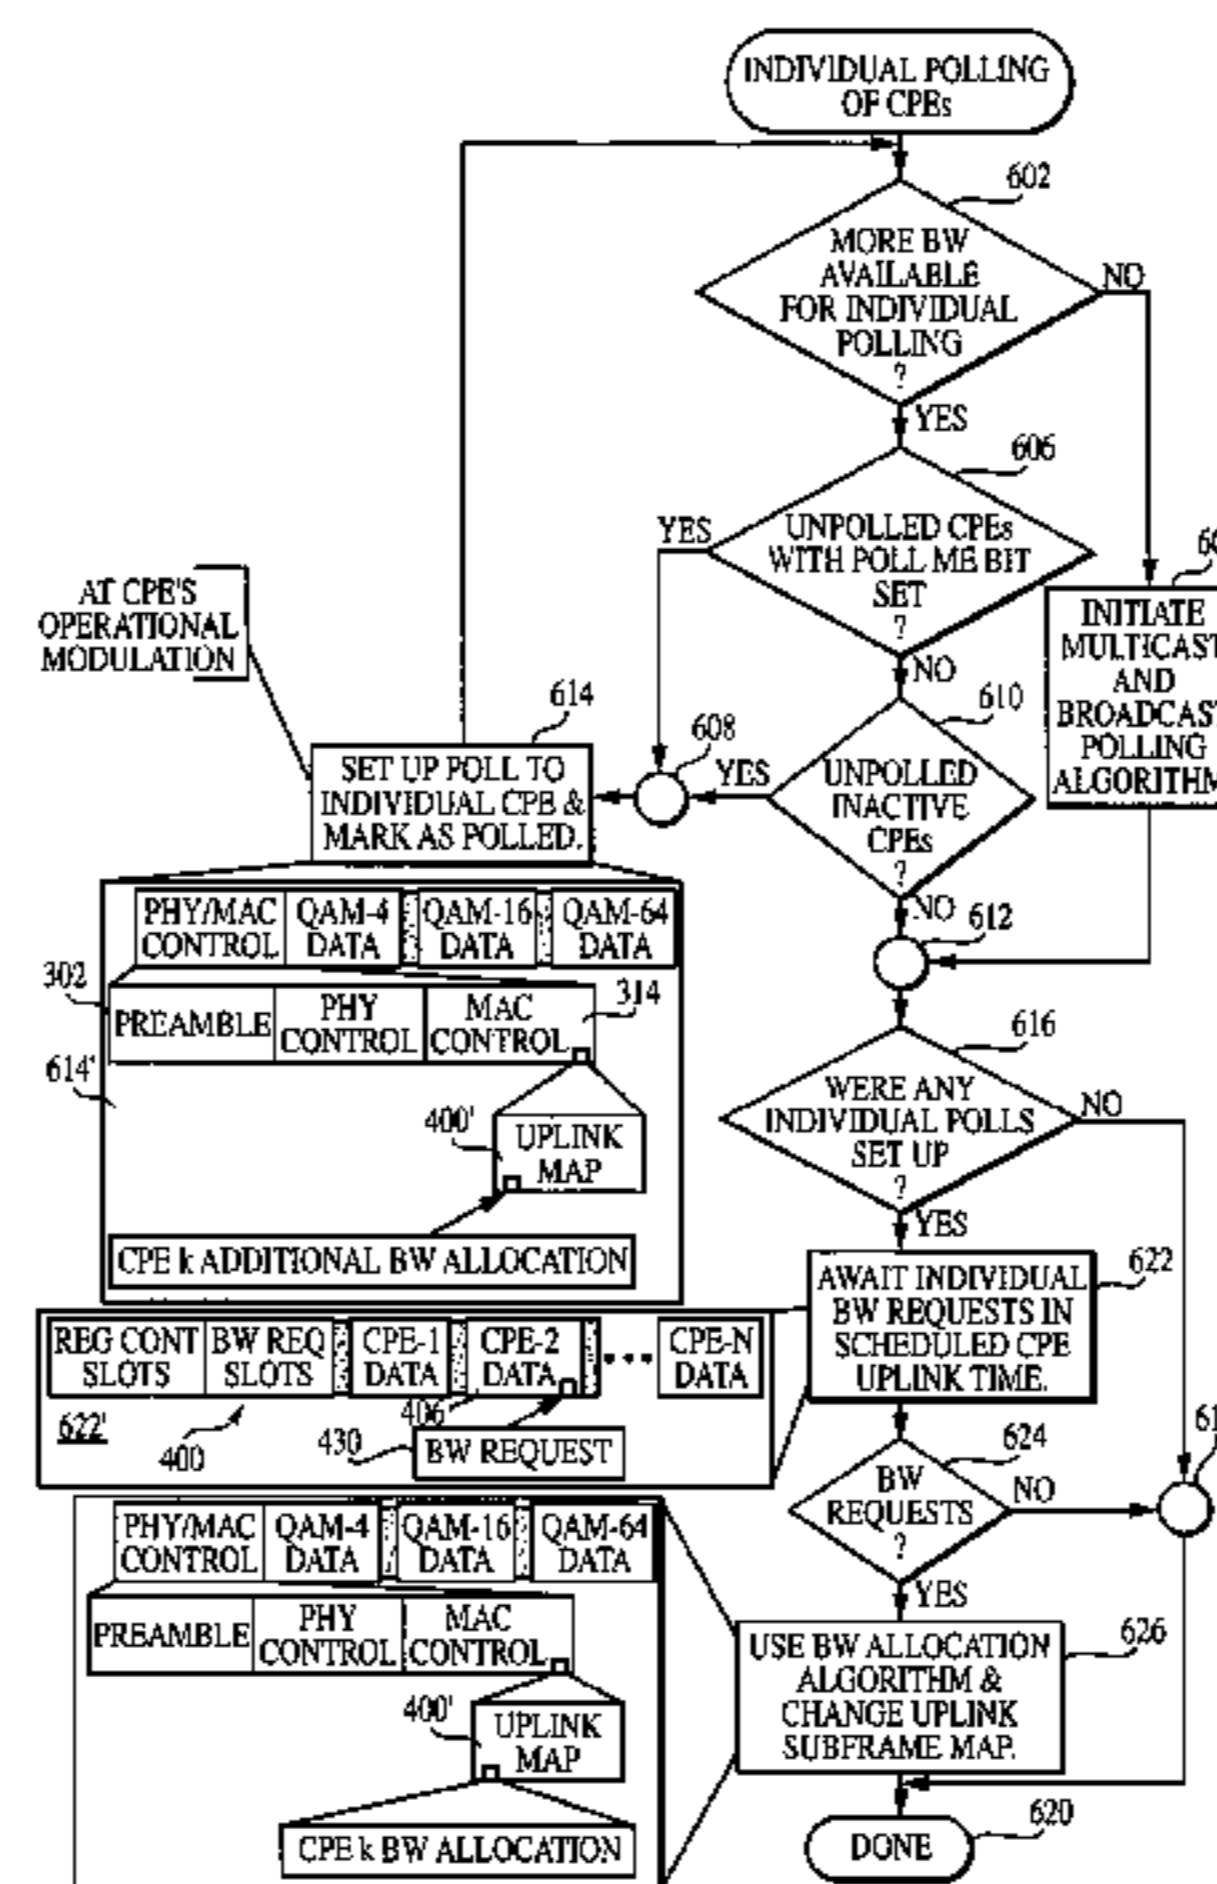 INDIVIDUAL POLLING
OF CPEs
602
MORE BW
AVAILABLE
FOR INDIVIDUAL
POLLING
?
NO
YES
606
UNPOLLED CPEs
WITH POLL ME BIT
SET
?
YES
NO
INITIATE
MULTICAST
AND
BROADCAST
POLLING
ALGORITHM
AT CPE'S
OPERATIONAL
MODULATION
614
SET UP POLL TO
INDIVIDUAL CPE &
MARK AS POLLED.
608
YES
610
UNPOLLED
INACTIVE
CPEs
?
NO
612
PHY/MAC
CONTROL
QAM-4
DATA
QAM-16
DATA
QAM-64
DATA
302
PREAMBLE
PHY
CONTROL
MAC
CONTROL
314
614'
400'
UPLINK
MAP
CPE k ADDITIONAL BW ALLOCATION
616
WERE ANY
INDIVIDUAL POLLS
SET UP
?
NO
YES
622
AWAIT INDIVIDUAL
BW REQUESTS IN
SCHEDULED CPE
UPLINK TIME.
REG CONT
SLOTS
BW REQ
SLOTS
CPE-1
DATA
CPE-2
DATA
CPE-N
DATA
622'
400
406
430
BW REQUEST
624
BW
REQUESTS
?
NO
YES
PHY/MAC
CONTROL
QAM-4
DATA
QAM-16
DATA
QAM-64
DATA
PREAMBLE
PHY
CONTROL
MAC
CONTROL
400'
UPLINK
MAP
CPE k BW ALLOCATION
626
USE BW ALLOCATION
ALGORITHM &
CHANGE UPLINK
SUBFRAME MAP.
620
DONE